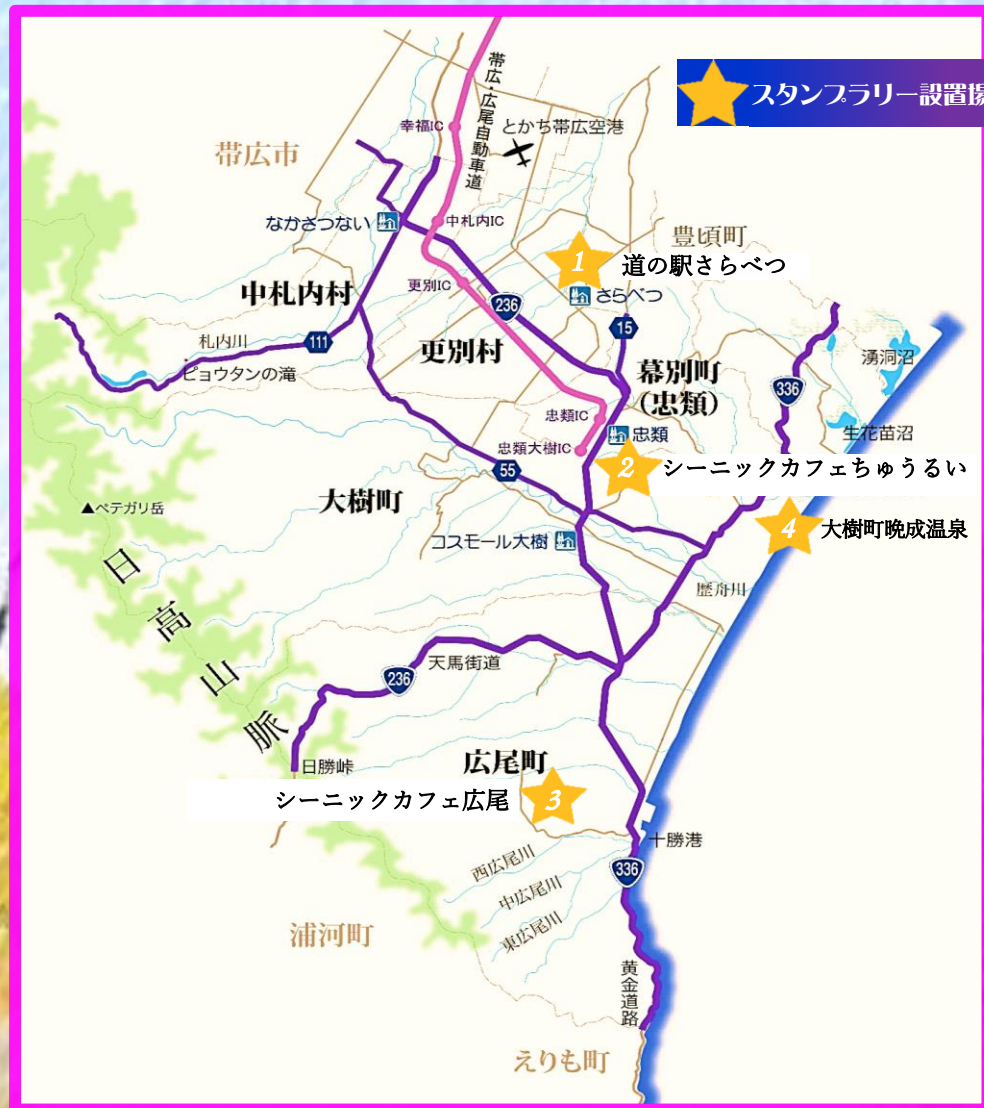 スタンプラリー設置場
帯広・広尾自動車道
幸福IC
とかち帯広空港
帯広市
なかさつない
中札内IC
豊頃町
1
道の駅さらべつ
更別IC
さらべつ
中札内村
236
15
札内川
111
更別村
湧洞沼
ピョウタンの滝
幕別町
(忠類)
336
忠類IC
忠類
生花苗沼
忠類大樹IC
2
シーニックカフェちゅうるい
55
大樹町
▲ペテガリ岳
4
大樹町晩成温泉
コスモール大樹
歴舟川
日高山脈
天馬街道
236
広尾町
日勝峠
シーニックカフェ広尾
3
十勝港
西広尾川
336
中広尾川
東広尾川
浦河町
黄金道路
えりも町